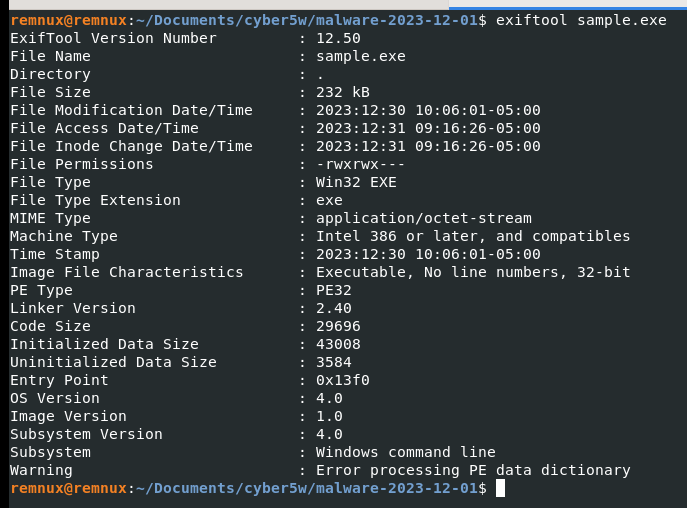 remnux@remnux:~/Documents/cyber5w/malware-2023-12-01$ exiftool sample.exe
ExifTool Version Number         : 12.50
File Name                       : sample.exe
Directory                       : .
File Size                       : 232 kB
File Modification Date/Time     : 2023:12:30 10:06:01-05:00
File Access Date/Time           : 2023:12:31 09:16:26-05:00
File Inode Change Date/Time     : 2023:12:31 09:16:26-05:00
File Permissions                : -rwxrwx---
File Type                       : Win32 EXE
File Type Extension             : exe
MIME Type                       : application/octet-stream
Machine Type                    : Intel 386 or later, and compatibles
Time Stamp                      : 2023:12:30 10:06:01-05:00
Image File Characteristics      : Executable, No line numbers, 32-bit
PE Type                         : PE32
Linker Version                  : 2.40
Code Size                       : 29696
Initialized Data Size           : 43008
Uninitialized Data Size         : 3584
Entry Point                     : 0x13f0
OS Version                      : 4.0
Image Version                   : 1.0
Subsystem Version               : 4.0
Subsystem                       : Windows command line
Warning                         : Error processing PE data dictionary
remnux@remnux:~/Documents/cyber5w/malware-2023-12-01$